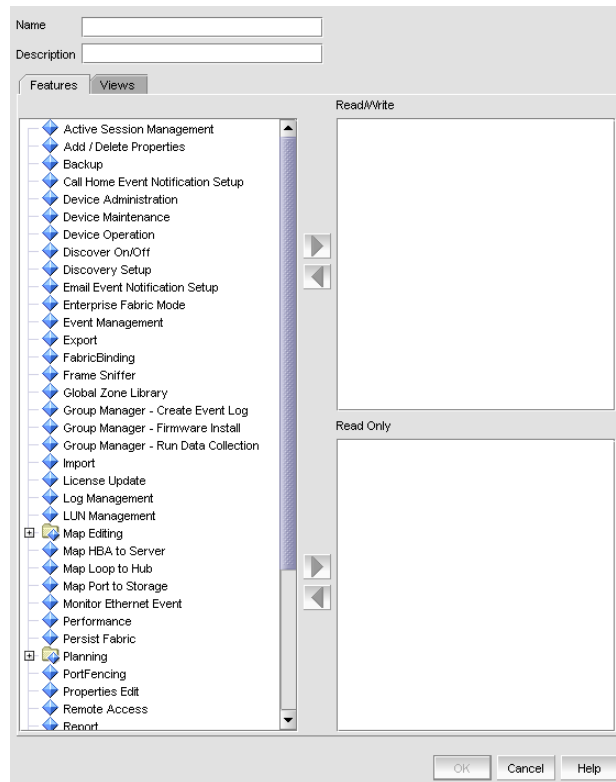 Name
Description
Features
Views
Read/Write
Active Session Management
Add / Delete Properties
Backup
Call Home Event Notification Setup
Device Administration
Device Maintenance
Device Operation
Discover On/Off
Discovery Setup
Email Event Notification Setup
Enterprise Fabric Mode
Event Management
Export
FabricBinding
Frame Sniffer
Global Zone Library
Group Manager - Create Event Log
Group Manager - Firmware Install
Group Manager - Run Data Collection
Import
License Update
Log Management
LUN Management
Map Editing
Map HBA to Server
Map Loop to Hub
Map Port to Storage
Monitor Ethernet Event
Performance
Persist Fabric
Planning
PortFencing
Properties Edit
Remote Access
Report
Read Only
OK
Cancel
Help